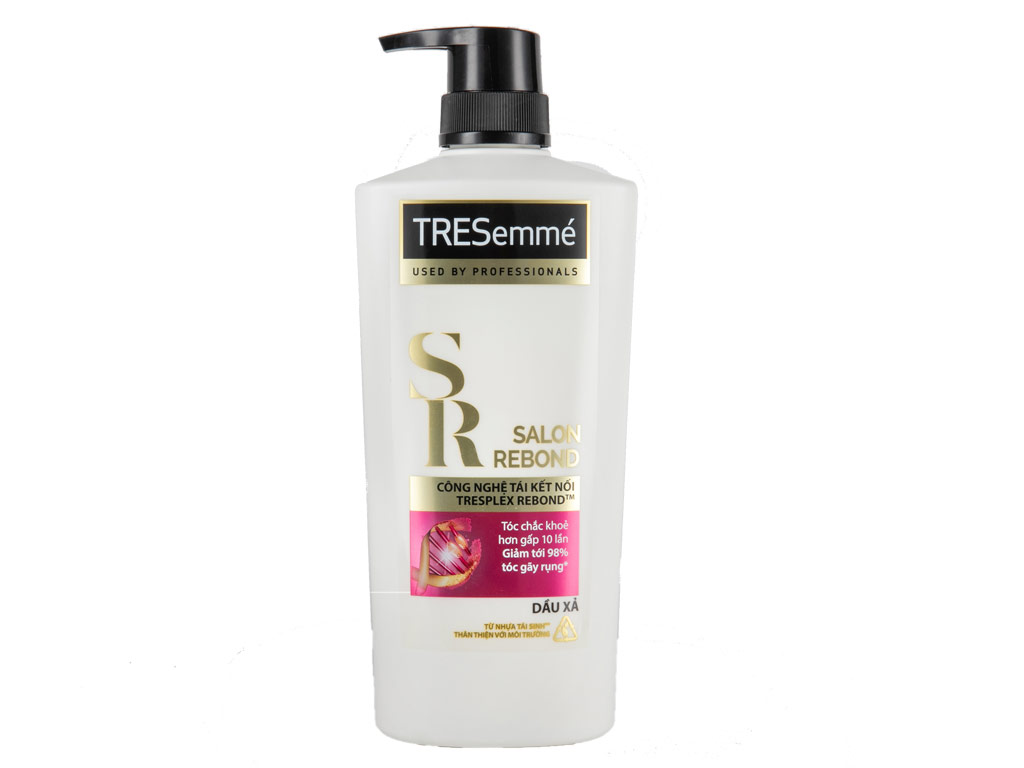 TRESemmé
USED BY PROFESSIONALS
SR
SALON
REBOND
CÔNG NGHỆ TÁI KẾT NỐI
TRESPLEX REBOND™
Tóc chắc khoẻ
hơn gấp 10 lần
Giảm tới 98%
tóc gãy rụng*
DẦU XẢ
TỪ NHỰA TÁI SINH**
THÂN THIỆN VỚI MÔI TRƯỜNG